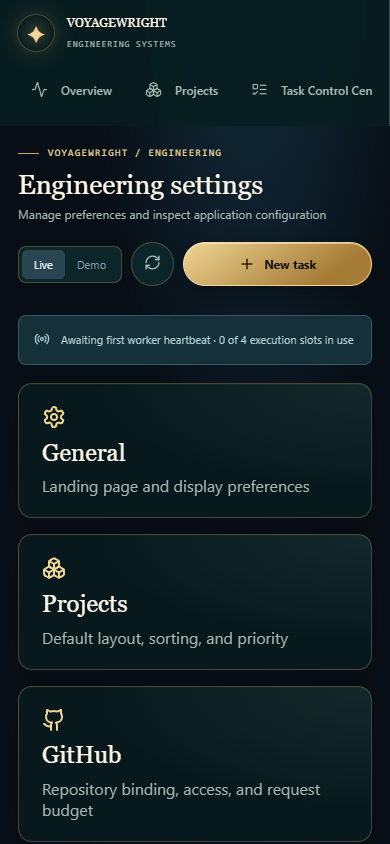 VOYAGEWRIGHT
ENGINEERING SYSTEMS
Overview
Projects
Task Control Cen
VOYAGEWRIGHT / ENGINEERING
Engineering settings
Manage preferences and inspect application configuration
Live
Demo
New task
Awaiting first worker heartbeat · 0 of 4 execution slots in use
General
Landing page and display preferences
Projects
Default layout, sorting, and priority
GitHub
Repository binding, access, and request
budget